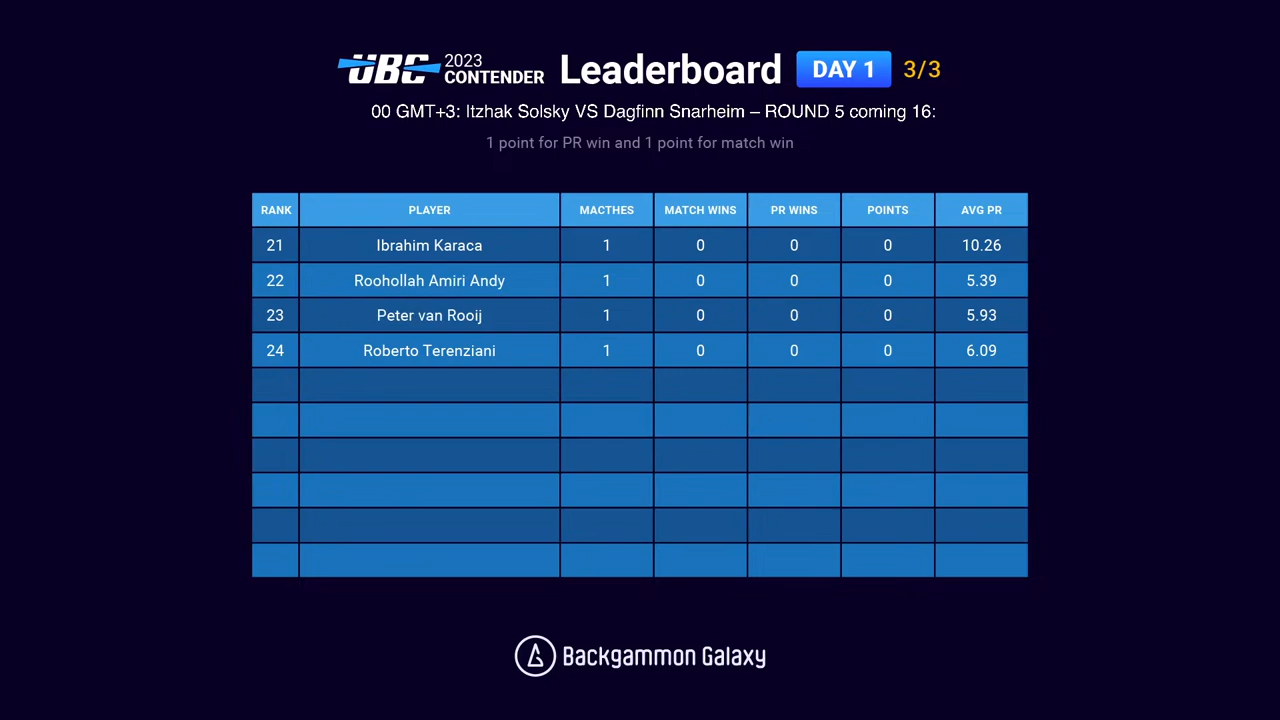 UBC 2023 CONTENDER Leaderboard DAY 1 3/3
00 GMT+3: Itzhak Solsky VS Dagfinn Snarheim – ROUND 5 coming 16:
1 point for PR win and 1 point for match win
RANK PLAYER MACTHES MATCH WINS PR WINS POINTS AVG PR
21 Ibrahim Karaca 1 0 0 0 10.26
22 Roohollah Amiri Andy 1 0 0 0 5.39
23 Peter van Rooij 1 0 0 0 5.93
24 Roberto Terenziani 1 0 0 0 6.09
Backgammon Galaxy